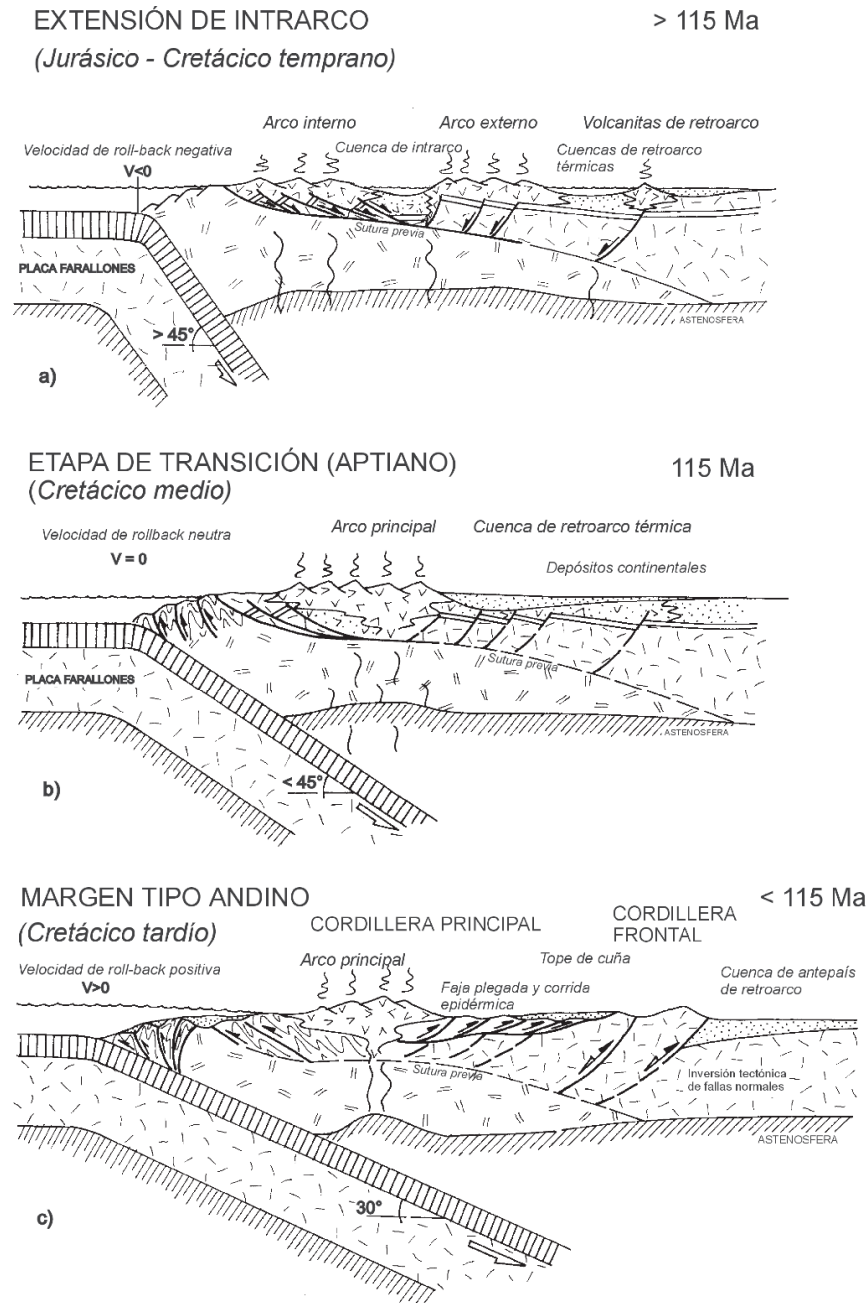 EXTENSIÓN DE INTRARCO > 115 Ma
(Jurásico - Cretácico temprano)
Arco interno Arco externo Volcanitas de retroarco
Velocidad de roll-back negativa Cuenca de intrarco Cuencas de retroarco
V<0 térmicas
Sutura previa
PLACA FARALLONES
ASTENOSFERA
> 45°
a)
ETAPA DE TRANSICIÓN (APTIANO) 115 Ma
(Cretácico medio)
Velocidad de rollback neutra Arco principal Cuenca de retroarco térmica
V = 0
Depósitos continentales
Sutura previa
PLACA FARALLONES
ASTENOSFERA
< 45°
b)
MARGEN TIPO ANDINO < 115 Ma
(Cretácico tardío) CORDILLERA PRINCIPAL CORDILLERA
FRONTAL
Velocidad de roll-back positiva Arco principal Tope de cuña
V>0 Faja plegada y corrida Cuenca de antepaís
epidérmica de retroarco
Sutura previa
Inversión tectónica
de fallas normales
ASTENOSFERA
30°
c)